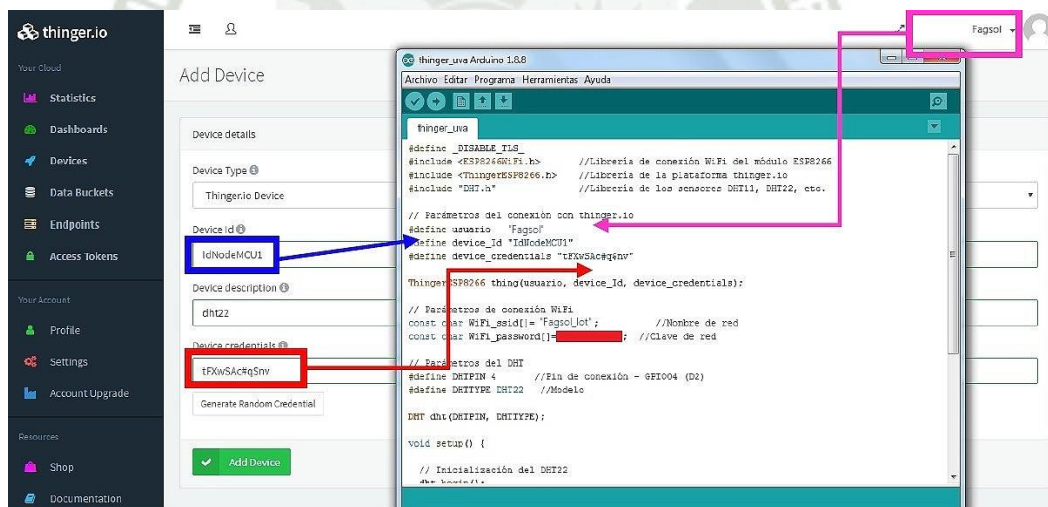 thinger.io
Fagsol
Your Cloud
Statistics
Dashboards
Devices
Data Buckets
Endpoints
Access Tokens
Your Account
Profile
Settings
Account Upgrade
Resources
Shop
Documentation
Add Device
Device details
Device Type
Thinger.io Device
Device Id
IdNodeMCU1
Device description
dht22
Device credentials
tFXwSAc#qSnv
Generate Random Credential
Add Device
thinger_uva Arduino 1.8.8
Archivo Editar Programa Herramientas Ayuda
thinger_uva
#define _DISABLE_TLS_
#include <ESP8266WiFi.h> //Librería de conexión WiFi del módulo ESP8266
#include <ThingerESP8266.h> //Librería de la plataforma thinger.io
#include "DHT.h" //Librería de los sensores DHT11, DHT22, etc.
// Parámetros del conexión con thinger.io
#define usuario "Fagsol"
#define device_Id "IdNodeMCU1"
#define device_credentials "tFXwSAc#qSnv"
ThingerESP8266 thing(usuario, device_Id, device_credentials);
// Parámetros de conexión WiFi
const char WiFi_ssid[]= "Fagsol_Iot"; //Nombre de red
const char WiFi_password[]= ; //Clave de red
// Parámetros del DHT
#define DHTPIN 4 //Pin de conexión - GPIO04 (D2)
#define DHTTYPE DHT22 //Modelo
DHT dht(DHTPIN, DHTTYPE);
void setup() {
// Inicialización del DHT22
dht.begin();